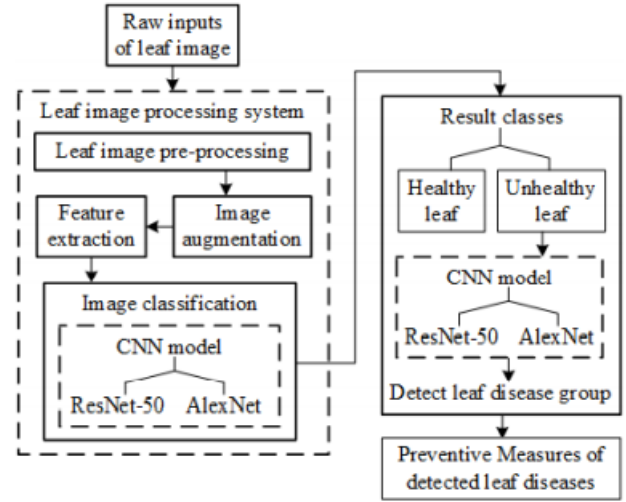 Raw inputs
of leaf image
Leaf image processing system
Leaf image pre-processing
Feature
extraction
Image
augmentation
Image classification
CNN model
ResNet-50 AlexNet
Result classes
Healthy
leaf
Unhealthy
leaf
CNN model
ResNet-50 AlexNet
Detect leaf disease group
Preventive Measures of
detected leaf diseases